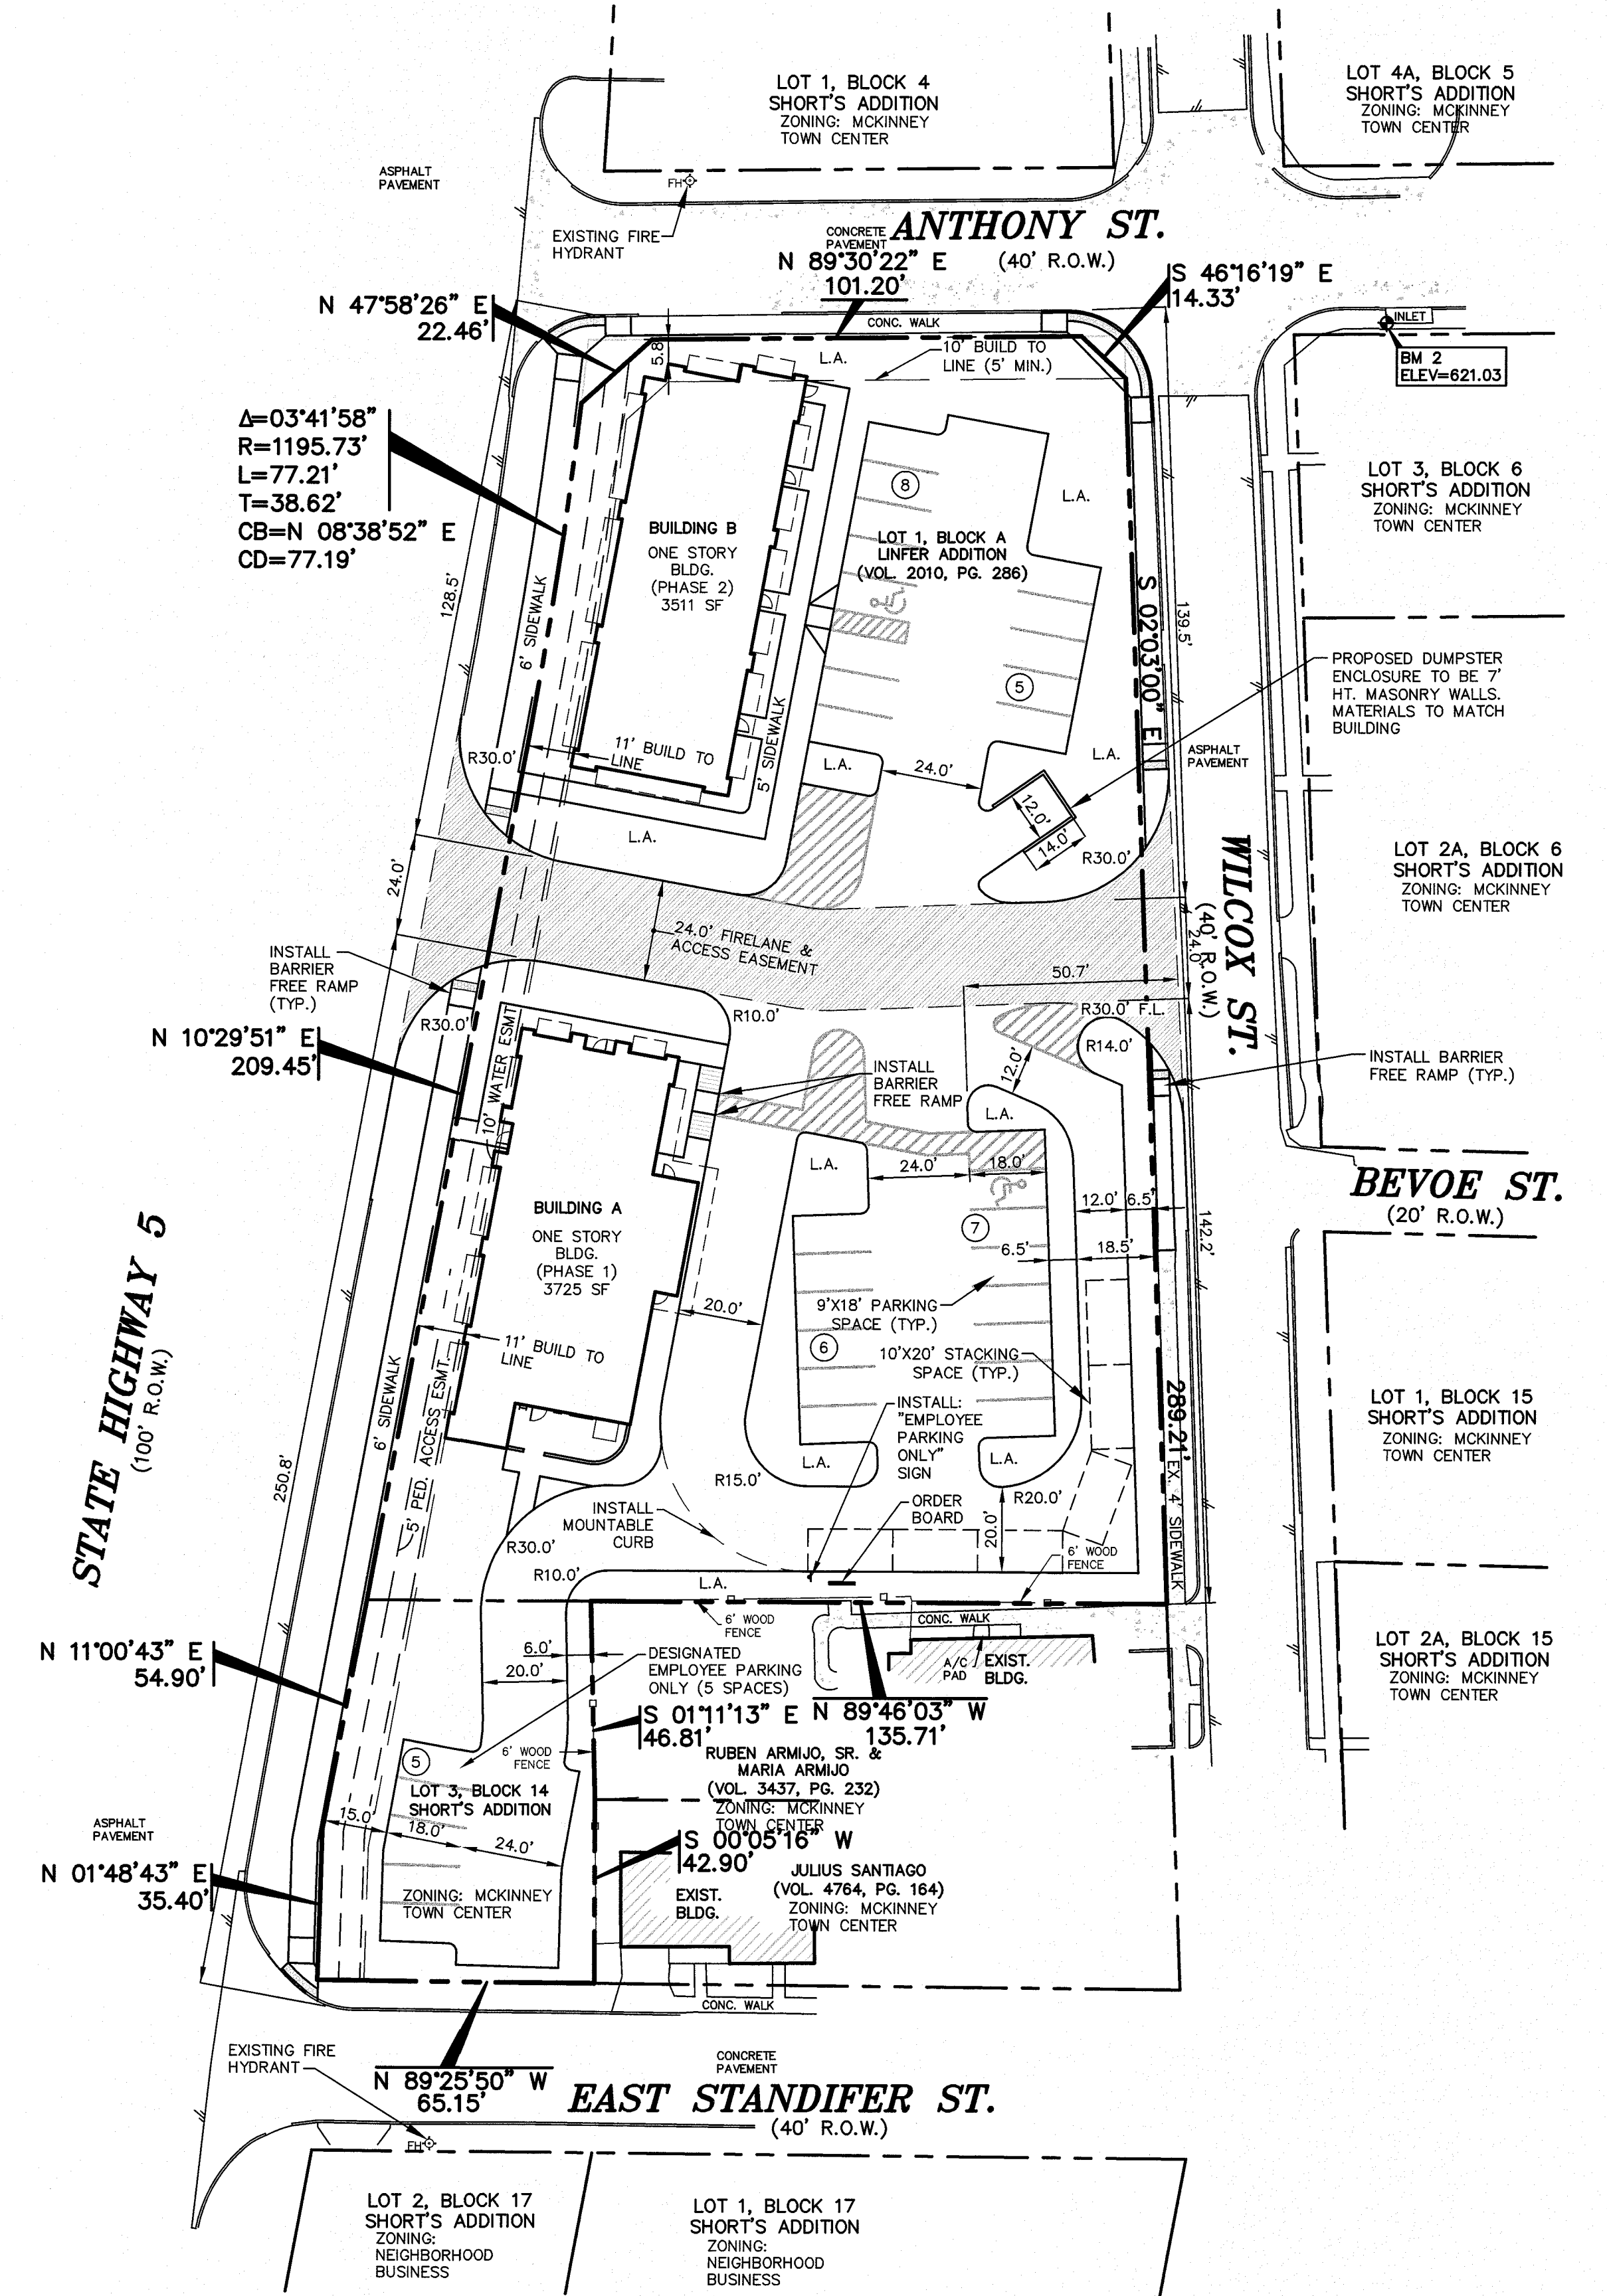 LOT 1, BLOCK 4
SHORT'S ADDITION
ZONING: MCKINNEY
TOWN CENTER
LOT 4A, BLOCK 5
SHORT'S ADDITION
ZONING: MCKINNEY
TOWN CENTER
ASPHALT
PAVEMENT
FH
EXISTING FIRE
HYDRANT
CONCRETE
PAVEMENT
ANTHONY ST.
(40' R.O.W.)
N 89°30'22" E
101.20'
S 46°16'19" E
14.33'
N 47°58'26" E
22.46'
CONC. WALK
INLET
BM 2
ELEV=621.03
5.8'
L.A.
10' BUILD TO
LINE (5' MIN.)
Δ=03°41'58"
R=1195.73'
L=77.21'
T=38.62'
CB=N 08°38'52" E
CD=77.19'
8
L.A.
LOT 3, BLOCK 6
SHORT'S ADDITION
ZONING: MCKINNEY
TOWN CENTER
BUILDING B
ONE STORY
BLDG.
(PHASE 2)
3511 SF
LOT 1, BLOCK A
LINFER ADDITION
(VOL. 2010, PG. 286)
128.5'
6' SIDEWALK
S 02°03'00" E
139.5'
5
PROPOSED DUMPSTER
ENCLOSURE TO BE 7'
HT. MASONRY WALLS.
MATERIALS TO MATCH
BUILDING
R30.0'
11' BUILD TO
LINE
5' SIDEWALK
L.A.
24.0'
L.A.
ASPHALT
PAVEMENT
12.0'
14.0'
L.A.
R30.0'
LOT 2A, BLOCK 6
SHORT'S ADDITION
ZONING: MCKINNEY
TOWN CENTER
24.0'
WILCOX ST.
(40' R.O.W.)
24.0'
24.0' FIRELANE &
ACCESS EASEMENT
50.7'
INSTALL
BARRIER
FREE RAMP
(TYP.)
R30.0'
R10.0'
R30.0' F.L.
R14.0'
N 10°29'51" E
209.45'
10' WATER ESMT
INSTALL
BARRIER
FREE RAMP
12.0'
L.A.
INSTALL BARRIER
FREE RAMP (TYP.)
L.A.
24.0'
18.0'
BEVOE ST.
(20' R.O.W.)
BUILDING A
ONE STORY
BLDG.
(PHASE 1)
3725 SF
12.0'
6.5'
7
6.5'
18.5'
142.2'
STATE HIGHWAY 5
(100' R.O.W.)
20.0'
9'X18' PARKING
SPACE (TYP.)
11' BUILD TO
LINE
6
10'X20' STACKING
SPACE (TYP.)
6' SIDEWALK
5' PED. ACCESS ESMT.
INSTALL:
"EMPLOYEE
PARKING
ONLY"
SIGN
289.21'
EX. 4' SIDEWALK
LOT 1, BLOCK 15
SHORT'S ADDITION
ZONING: MCKINNEY
TOWN CENTER
250.8'
L.A.
L.A.
R15.0'
R20.0'
INSTALL
MOUNTABLE
CURB
ORDER
BOARD
20.0'
R30.0'
R10.0'
6' WOOD
FENCE
L.A.
6' WOOD
FENCE
CONC. WALK
N 11°00'43" E
54.90'
6.0'
20.0'
DESIGNATED
EMPLOYEE PARKING
ONLY (5 SPACES)
A/C
PAD
EXIST.
BLDG.
LOT 2A, BLOCK 15
SHORT'S ADDITION
ZONING: MCKINNEY
TOWN CENTER
S 01°11'13" E
46.81'
N 89°46'03" W
135.71'
6' WOOD
FENCE
RUBEN ARMIJO, SR. &
MARIA ARMIJO
(VOL. 3437, PG. 232)
ZONING: MCKINNEY
TOWN CENTER
5
LOT 3, BLOCK 14
SHORT'S ADDITION
15.0'
18.0'
24.0'
ASPHALT
PAVEMENT
S 00°05'16" W
42.90'
N 01°48'43" E
35.40'
JULIUS SANTIAGO
(VOL. 4764, PG. 164)
ZONING: MCKINNEY
TOWN CENTER
ZONING: MCKINNEY
TOWN CENTER
EXIST.
BLDG.
CONC. WALK
EXISTING FIRE
HYDRANT
N 89°25'50" W
65.15'
CONCRETE
PAVEMENT
EAST STANDIFER ST.
(40' R.O.W.)
FH
LOT 2, BLOCK 17
SHORT'S ADDITION
ZONING:
NEIGHBORHOOD
BUSINESS
LOT 1, BLOCK 17
SHORT'S ADDITION
ZONING:
NEIGHBORHOOD
BUSINESS